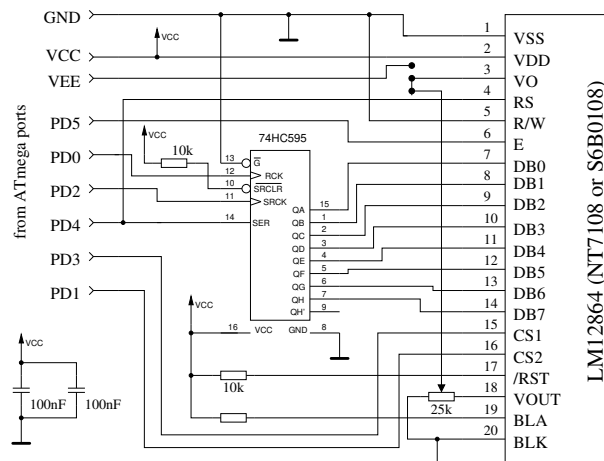 GND
VCC
VEE
PD5
PD0
PD2
PD4
PD3
PD1
from ATmega ports
VCC
VCC
10k
74HC595
13
G
12
RCK
10
SRCLR
11
SRCK
14
SER
QA
15
QB
1
QC
2
QD
3
QE
4
QF
5
QG
6
QH
7
QH'
9
16
VCC
GND
8
VCC
10k
VCC
100nF
100nF
25k
1
VSS
2
VDD
3
VO
4
RS
5
R/W
6
E
7
DB0
8
DB1
9
DB2
10
DB3
11
DB4
12
DB5
13
DB6
14
DB7
15
CS1
16
CS2
17
/RST
18
VOUT
19
BLA
20
BLK
LM12864 (NT7108 or S6B0108)